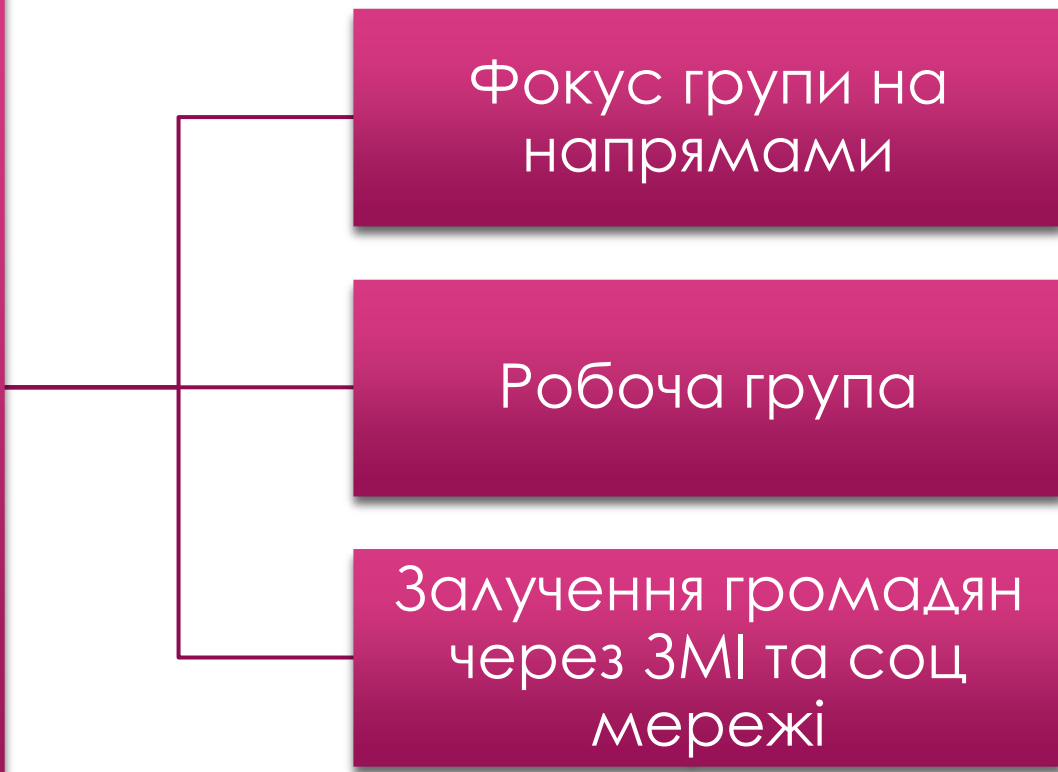 Фокус групи на
напрямами
Робоча група
Залучення громадян
через ЗМІ та соц
мережі